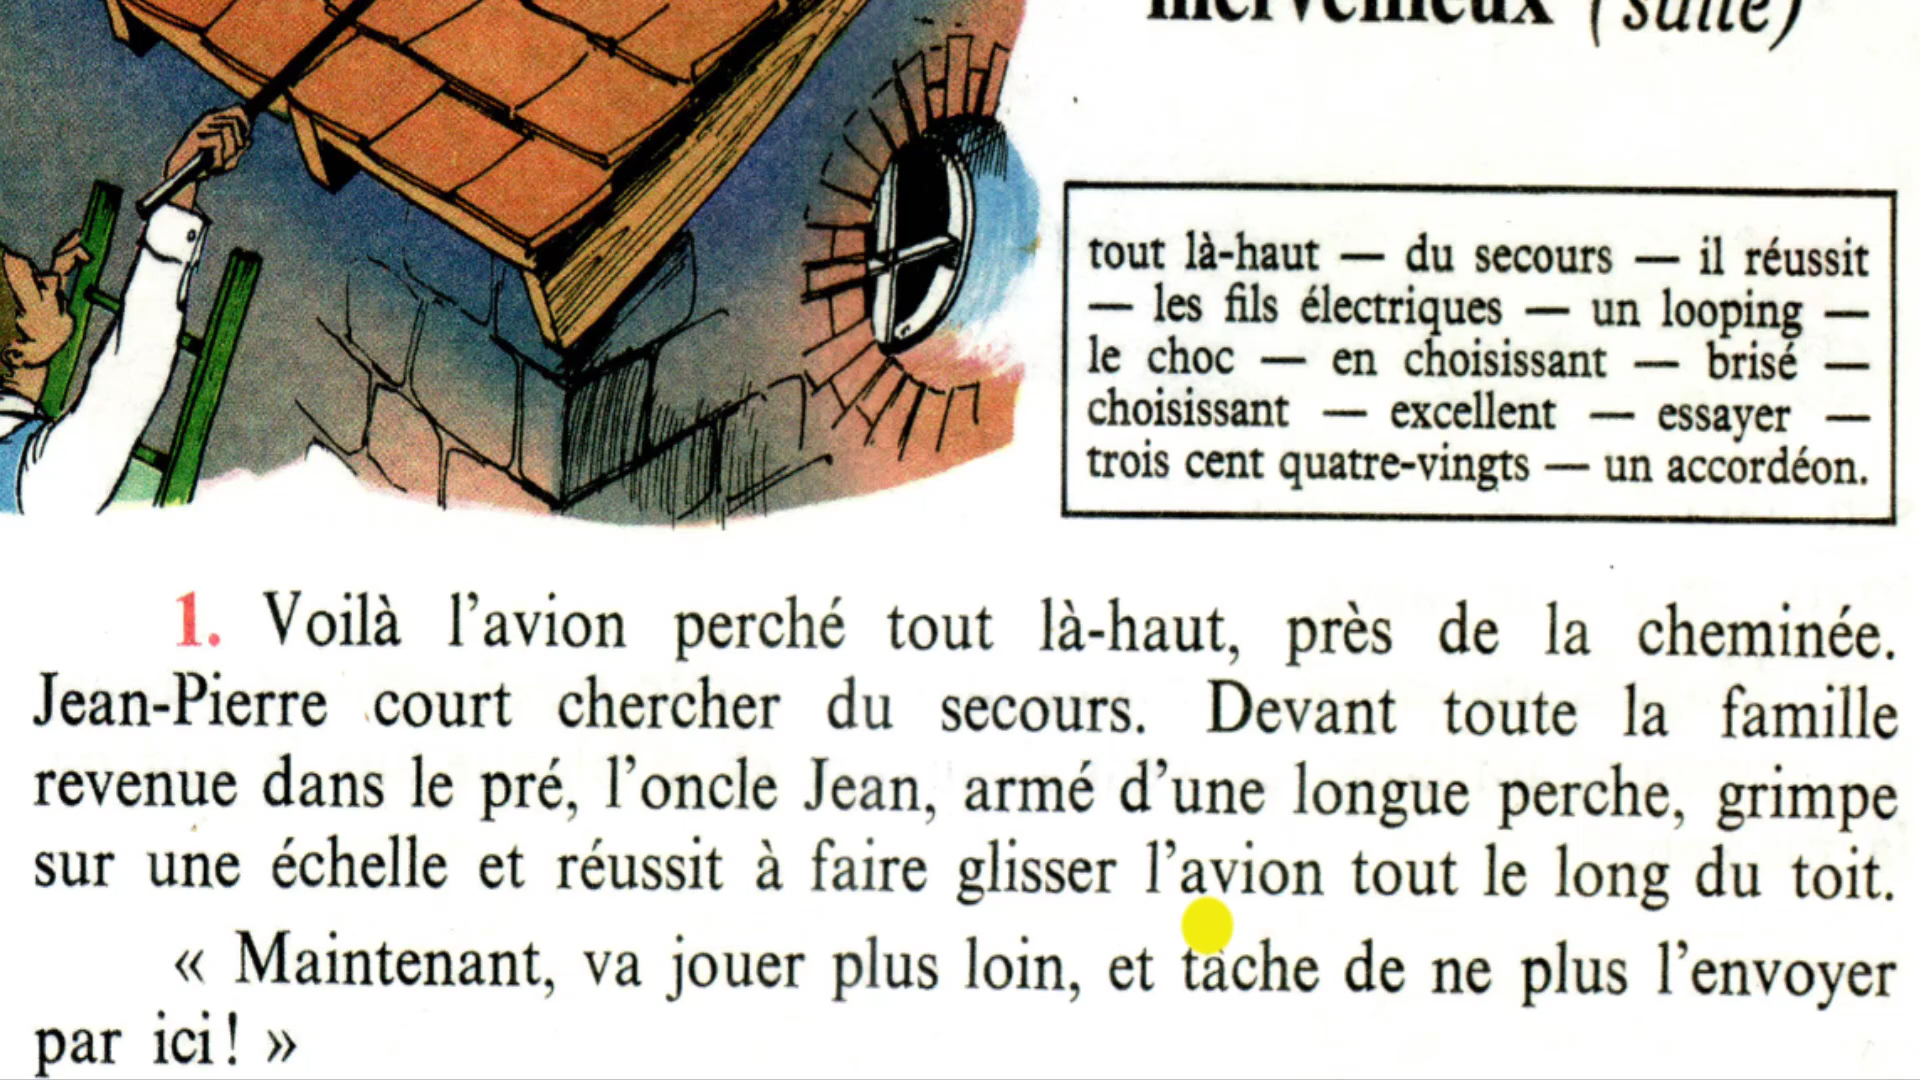 merveilleux (suite)
tout là-haut — du secours — il réussit
— les fils électriques — un looping —
le choc — en choisissant — brisé —
choisissant — excellent — essayer —
trois cent quatre-vingts — un accordéon.
1. Voilà l'avion perché tout là-haut, près de la cheminée.
Jean-Pierre court chercher du secours. Devant toute la famille
revenue dans le pré, l'oncle Jean, armé d'une longue perche, grimpe
sur une échelle et réussit à faire glisser l'avion tout le long du toit.
« Maintenant, va jouer plus loin, et tâche de ne plus l'envoyer
par ici ! »